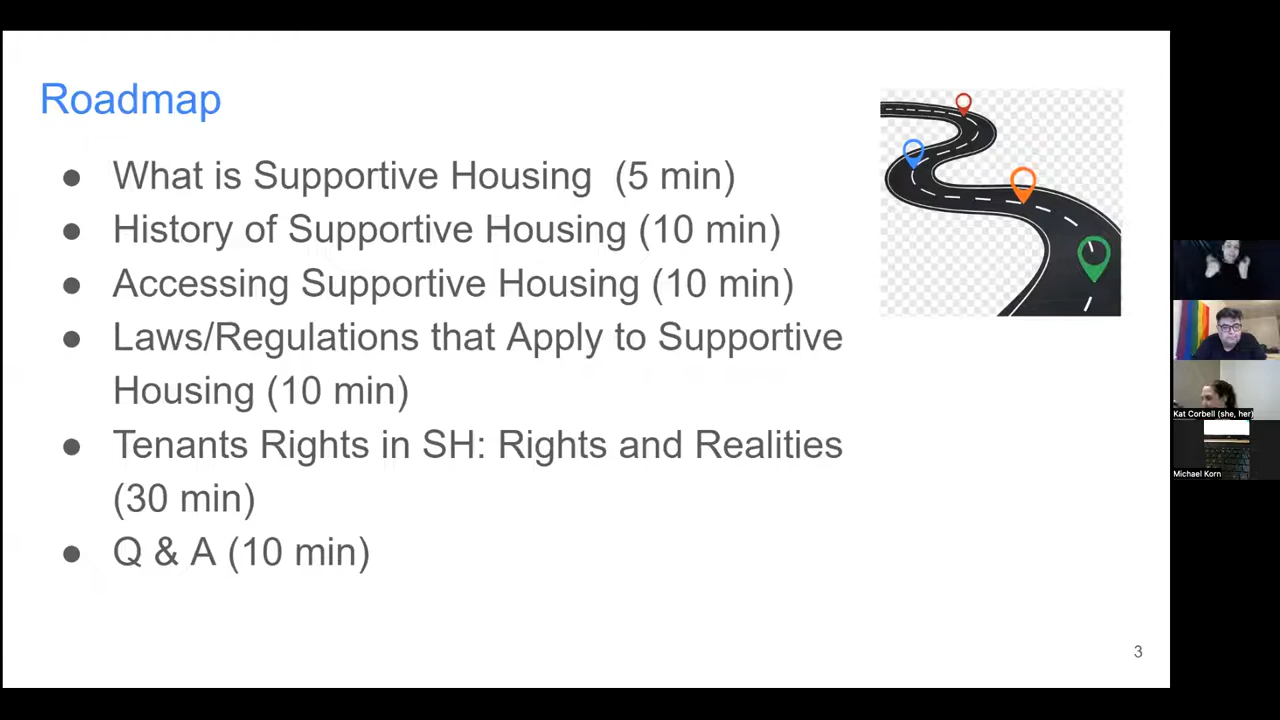 Roadmap
● What is Supportive Housing (5 min)
● History of Supportive Housing (10 min)
● Accessing Supportive Housing (10 min)
● Laws/Regulations that Apply to Supportive
Housing (10 min)
● Tenants Rights in SH: Rights and Realities
(30 min)
● Q & A (10 min)
3
Kat Corbell (she, her)
Michael Korn